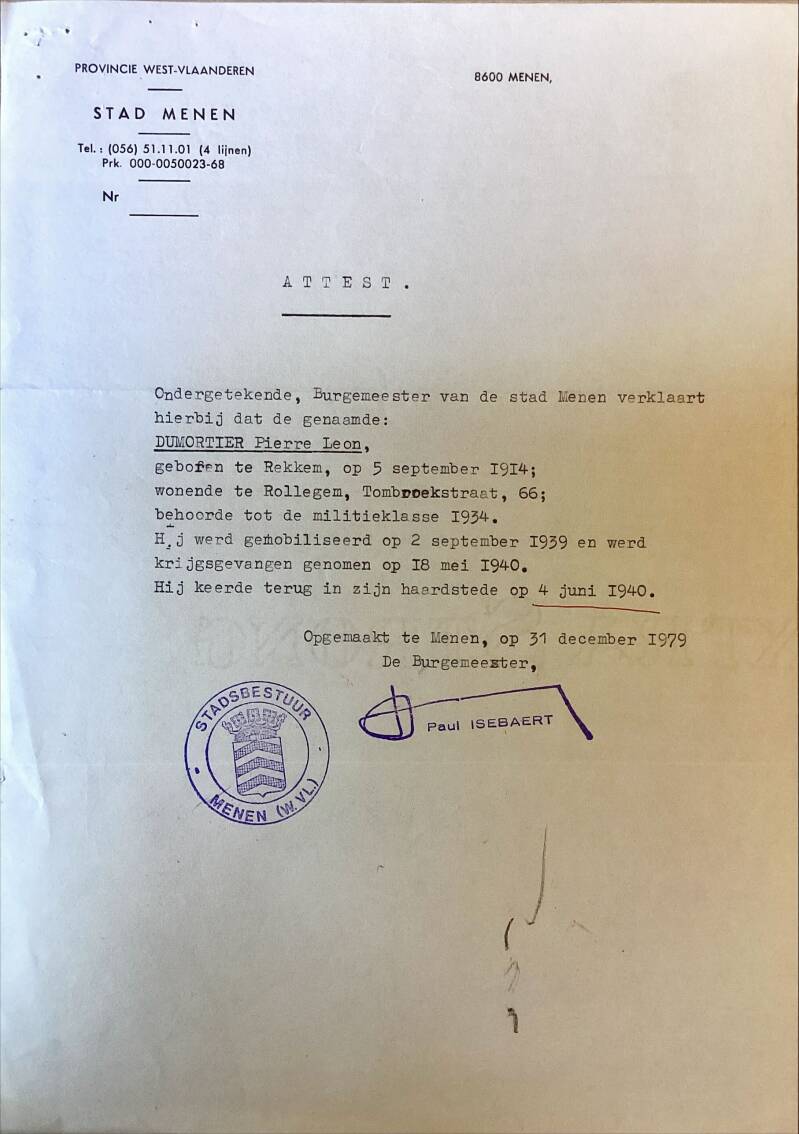 PROVINCIE WEST-VLAANDEREN
8600 MENEN,
STAD MENEN
Tel.: (056) 51.11.01 (4 lijnen)
Prk. 000-0050023-68
Nr
ATTEST.
Ondergetekende, Burgemeester van de stad Menen verklaart
hierbij dat de genaamde:
DUMORTIER Pierre Leon,
geboren te Rekkem, op 5 september 1914;
wonende te Rollegem, Tombroekstraat, 66;
behoorde tot de militieklasse 1934.
Hij werd gemobiliseerd op 2 september 1939 en werd
krijgsgevangen genomen op 18 mei 1940.
Hij keerde terug in zijn haardstede op 4 juni 1940.
Opgemaakt te Menen, op 31 december 1979
De Burgemeester,
Paul ISEBAERT
STADSBESTUUR
MENEN (W.VL.)